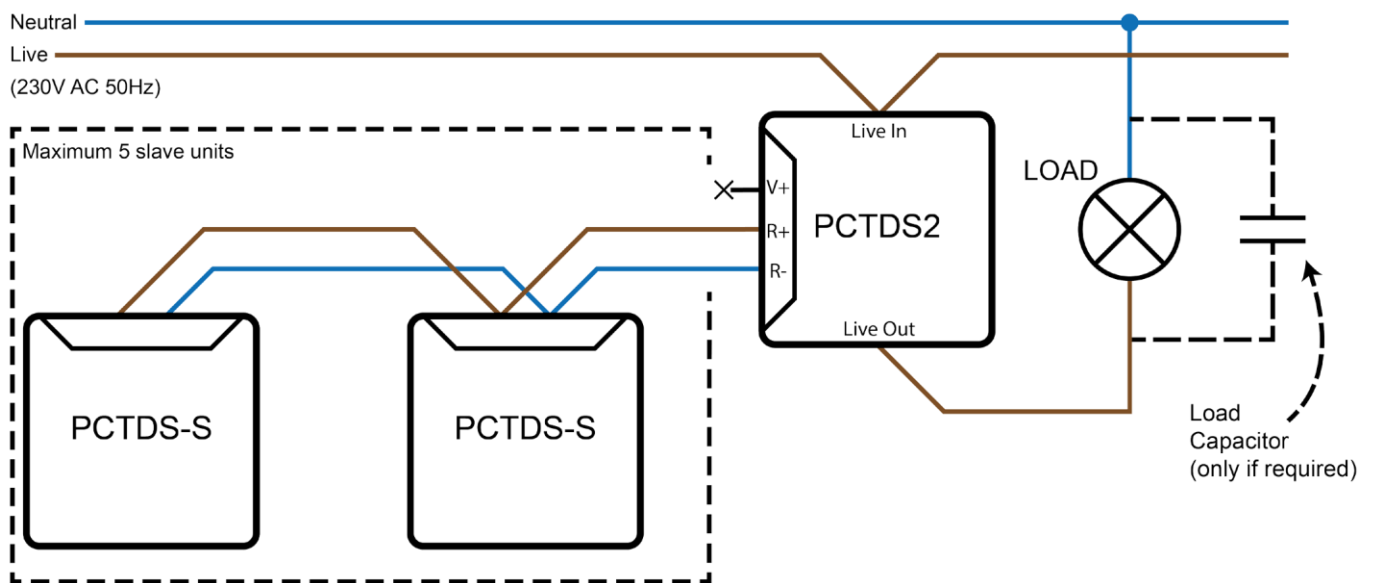 Neutral
Live
(230V AC 50Hz)
Maximum 5 slave units
Live In
LOAD
V+
R+
R-
PCTDS2
Live Out
PCTDS-S
PCTDS-S
Load
Capacitor
(only if required)